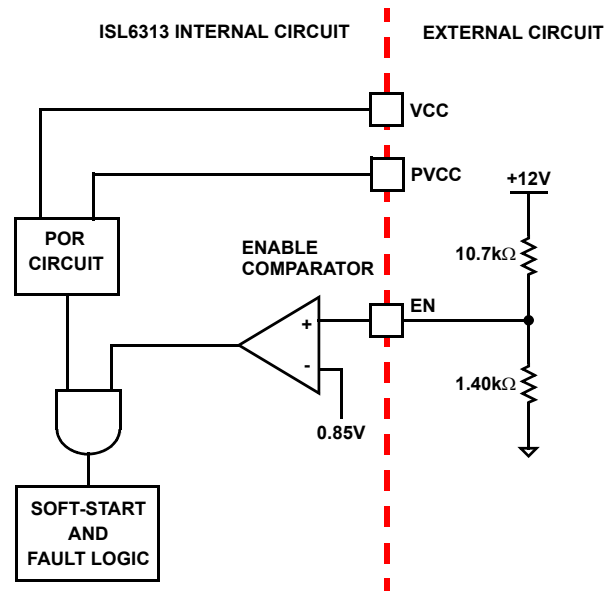 ISL6313 INTERNAL CIRCUIT
EXTERNAL CIRCUIT
VCC
PVCC
+12V
POR
CIRCUIT
ENABLE
COMPARATOR
10.7kΩ
EN
+
-
1.40kΩ
0.85V
SOFT-START
AND
FAULT LOGIC